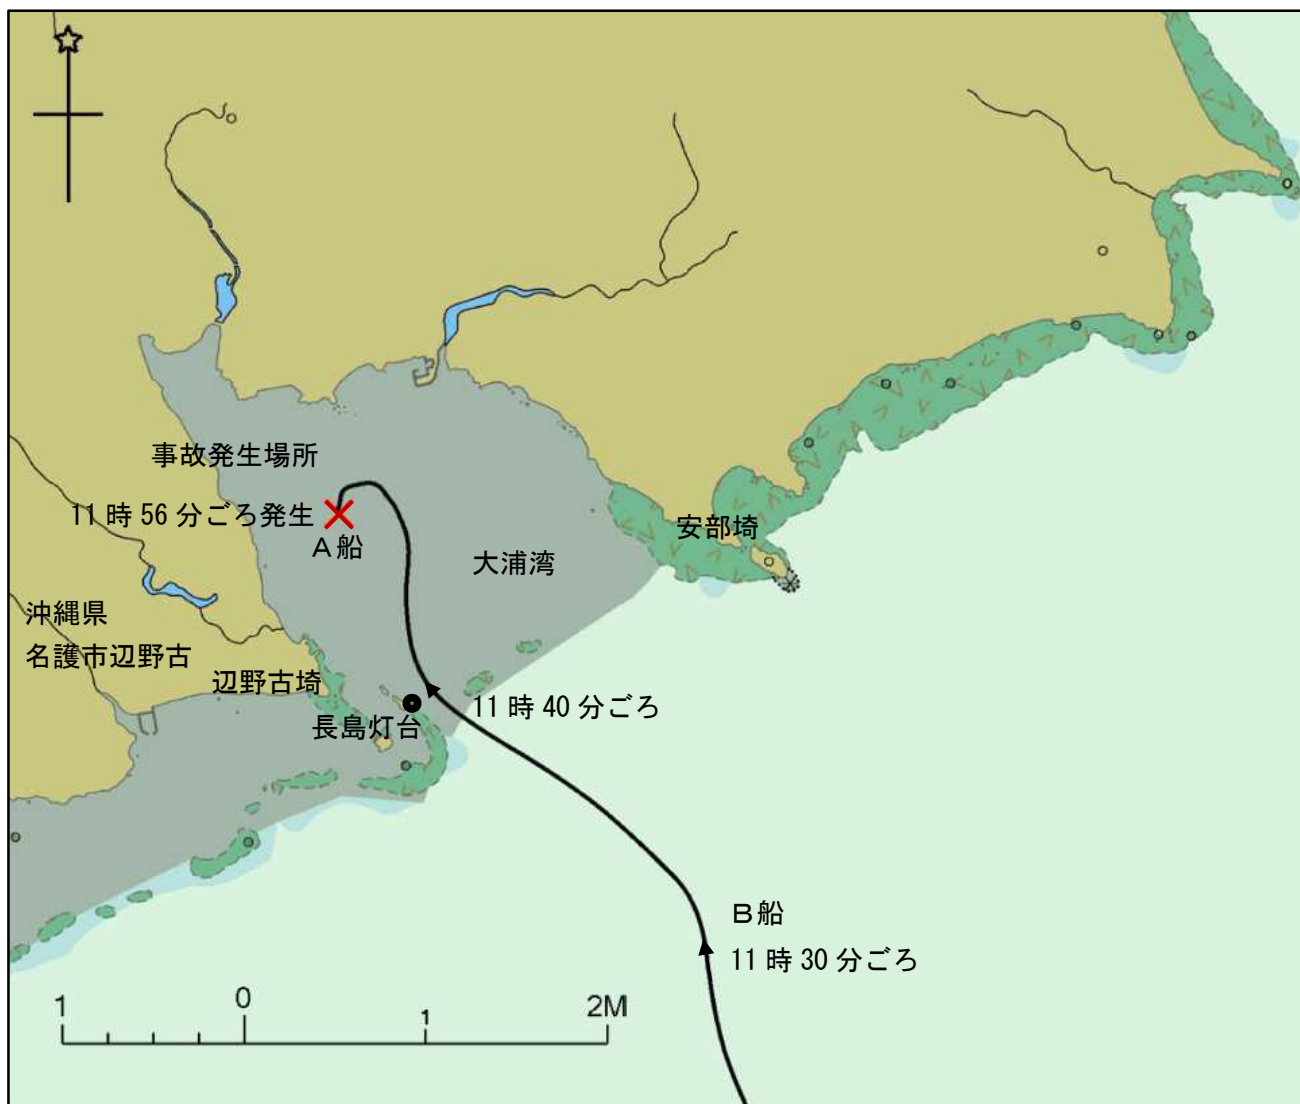 事故発生場所
11時56分ごろ発生
A船
大浦湾
安部埼
沖縄県
名護市辺野古
辺野古埼
長島灯台
11時40分ごろ
B船
11時30分ごろ
1 0 1 2M